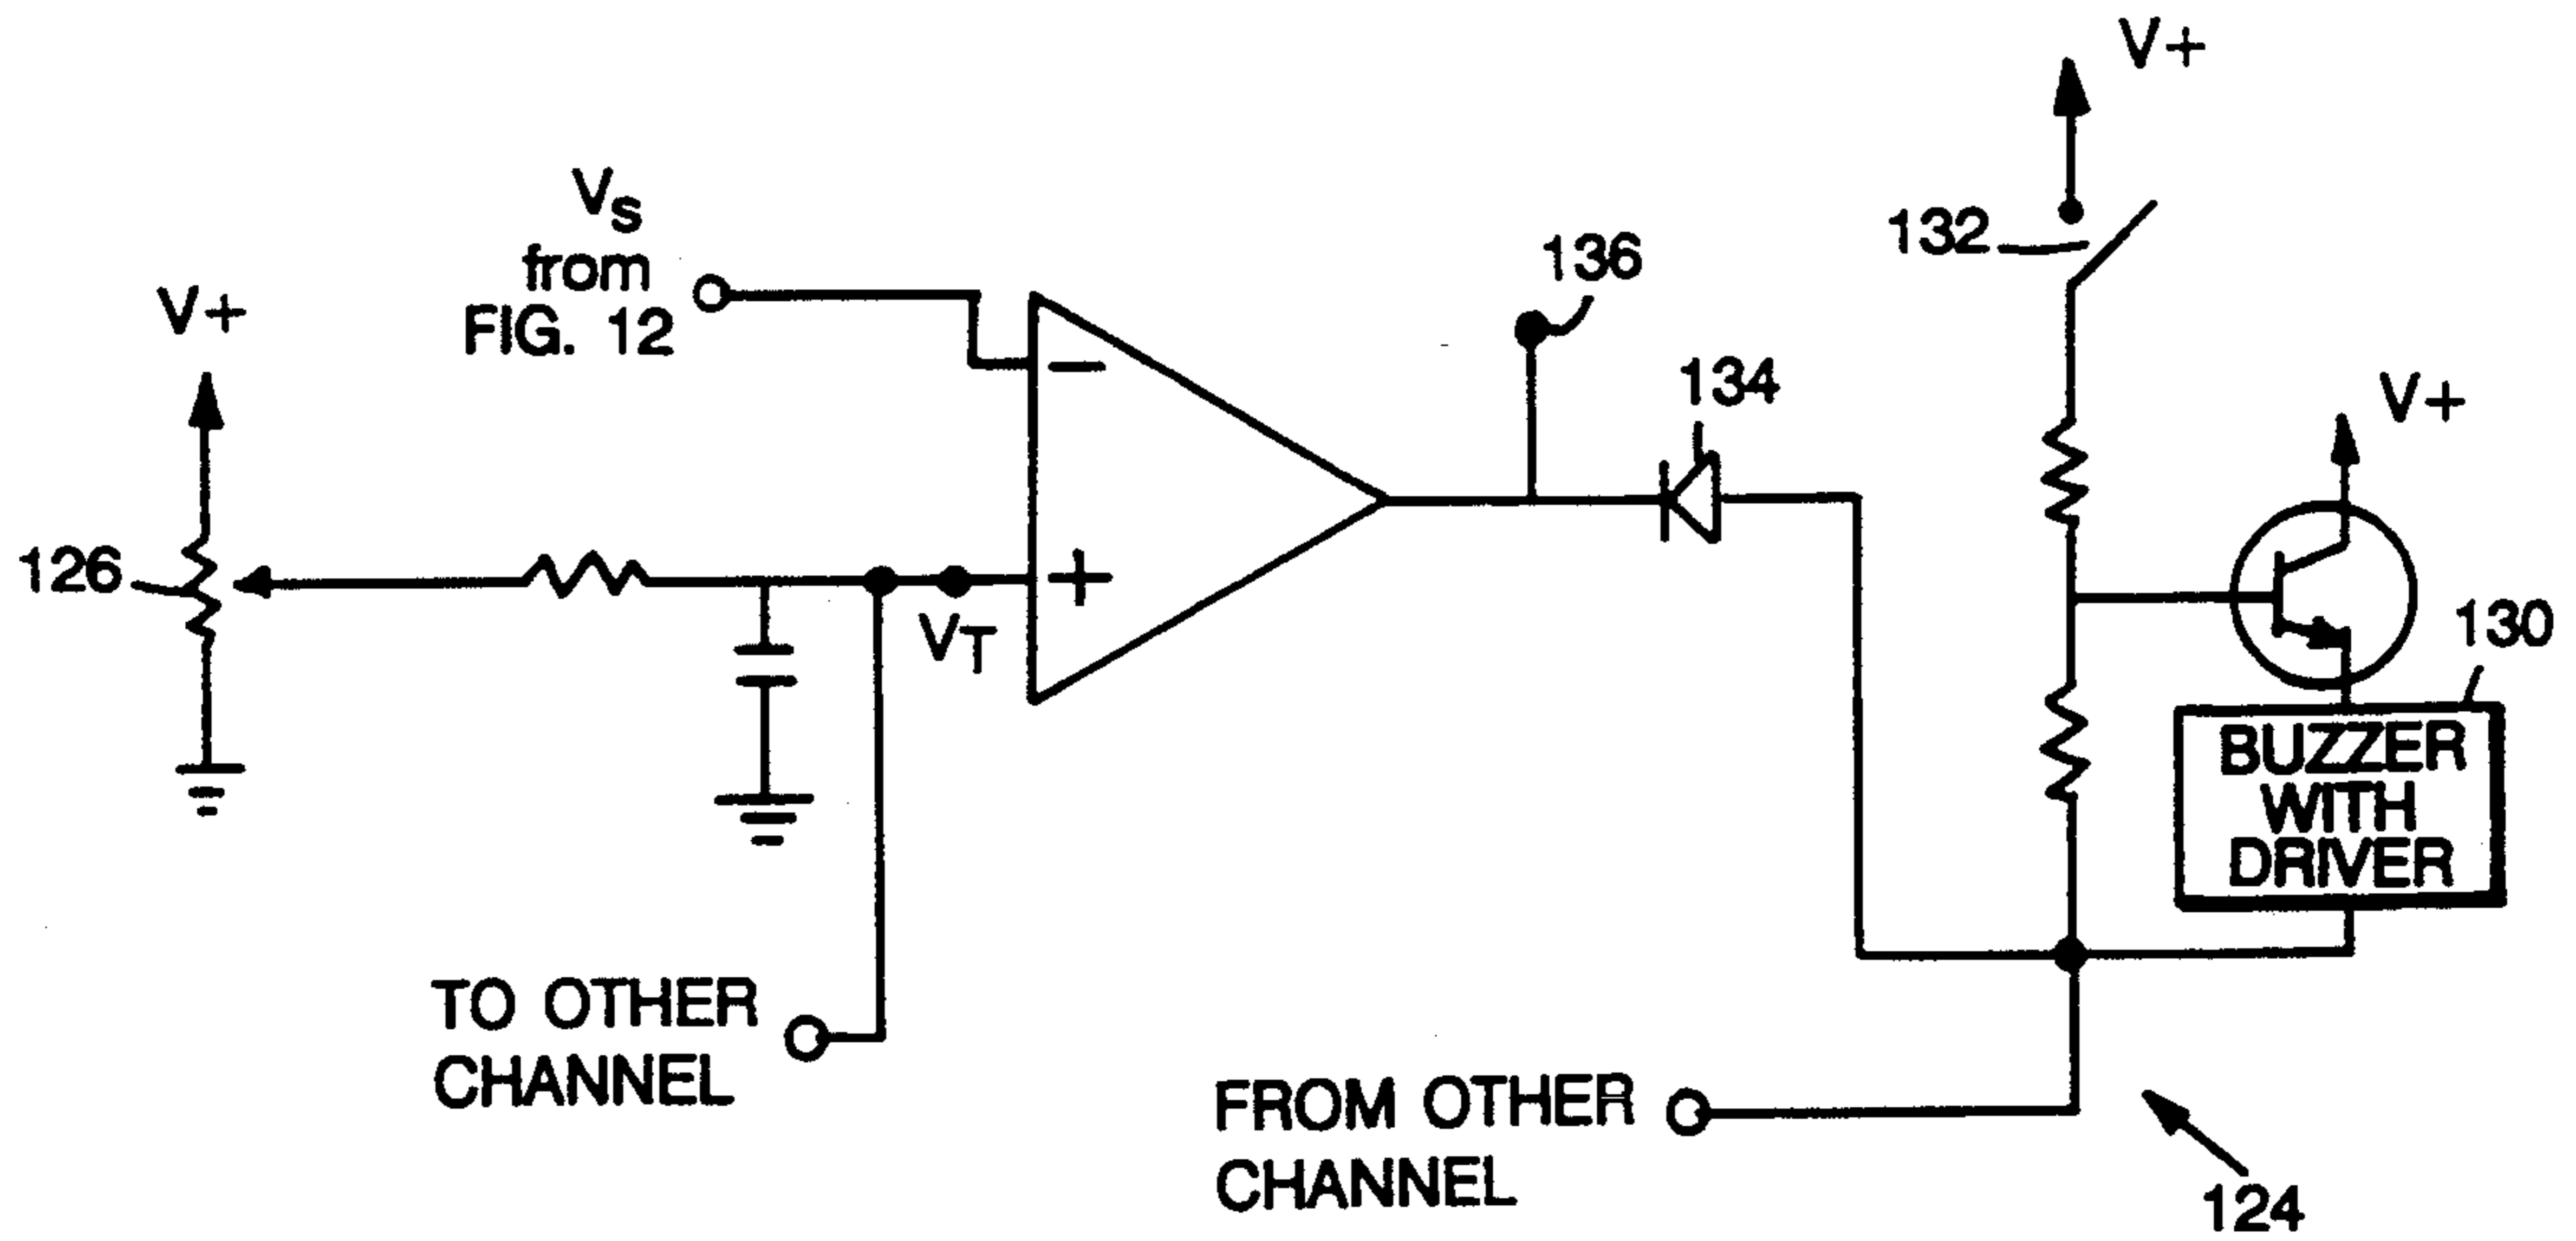 V+
132
Vs
from
FIG. 12
136
V+
134
V+
126
VT
130
BUZZER
WITH
DRIVER
TO OTHER
CHANNEL
FROM OTHER
CHANNEL
124
-
+